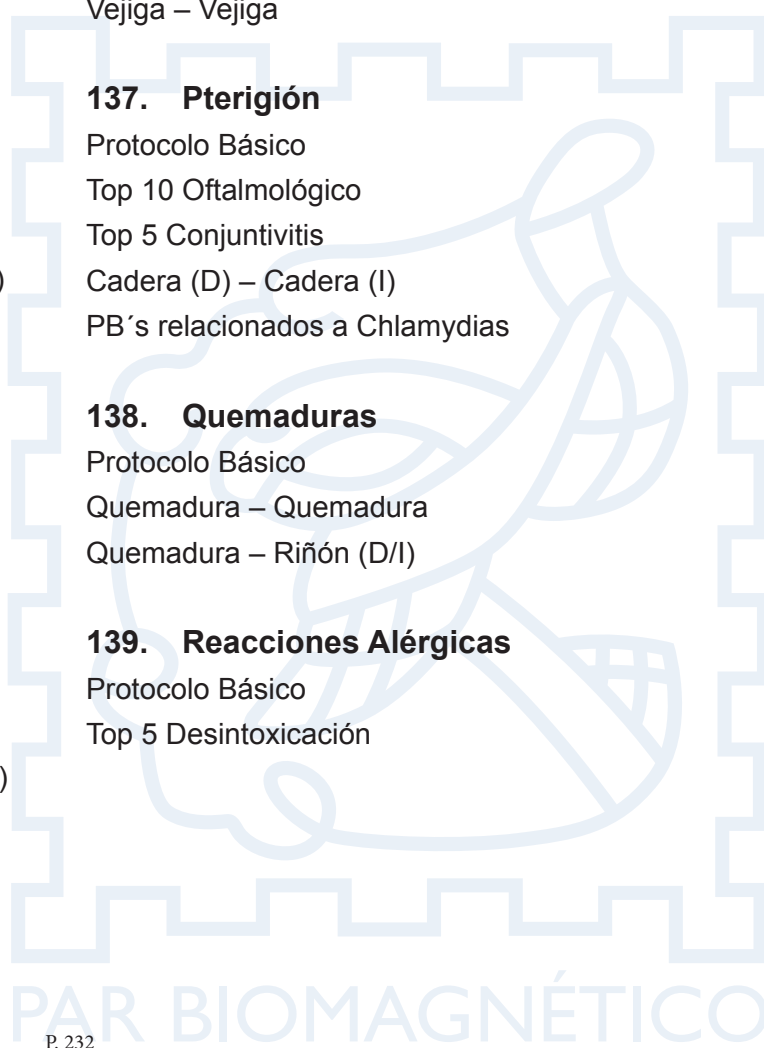 Vejiga – Vejiga
137. Pterigión
Protocolo Básico
Top 10 Oftalmológico
Top 5 Conjuntivitis
)
Cadera (D) – Cadera (I)
PB´s relacionados a Chlamydias
138. Quemaduras
Protocolo Básico
Quemadura – Quemadura
Quemadura – Riñón (D/I)
139. Reacciones Alérgicas
Protocolo Básico
Top 5 Desintoxicación
)
PAR BIOMAGNÉTICO
P. 232